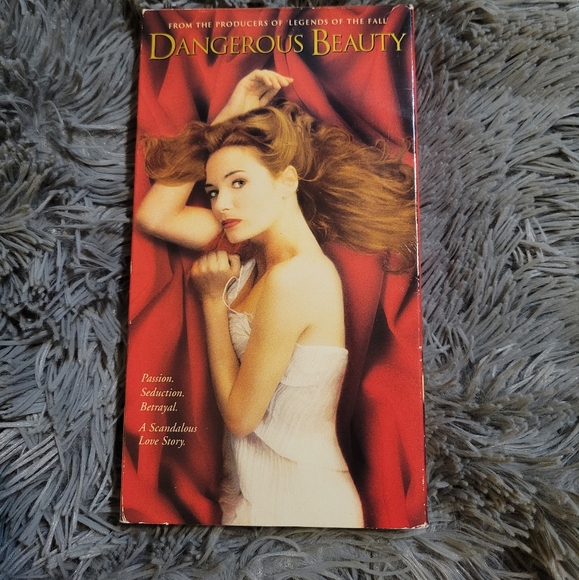 FROM THE PRODUCERS OF 'LEGENDS OF THE FALL'
DANGEROUS BEAUTY
Passion.
Seduction.
Betrayal.
A Scandalous
Love Story.